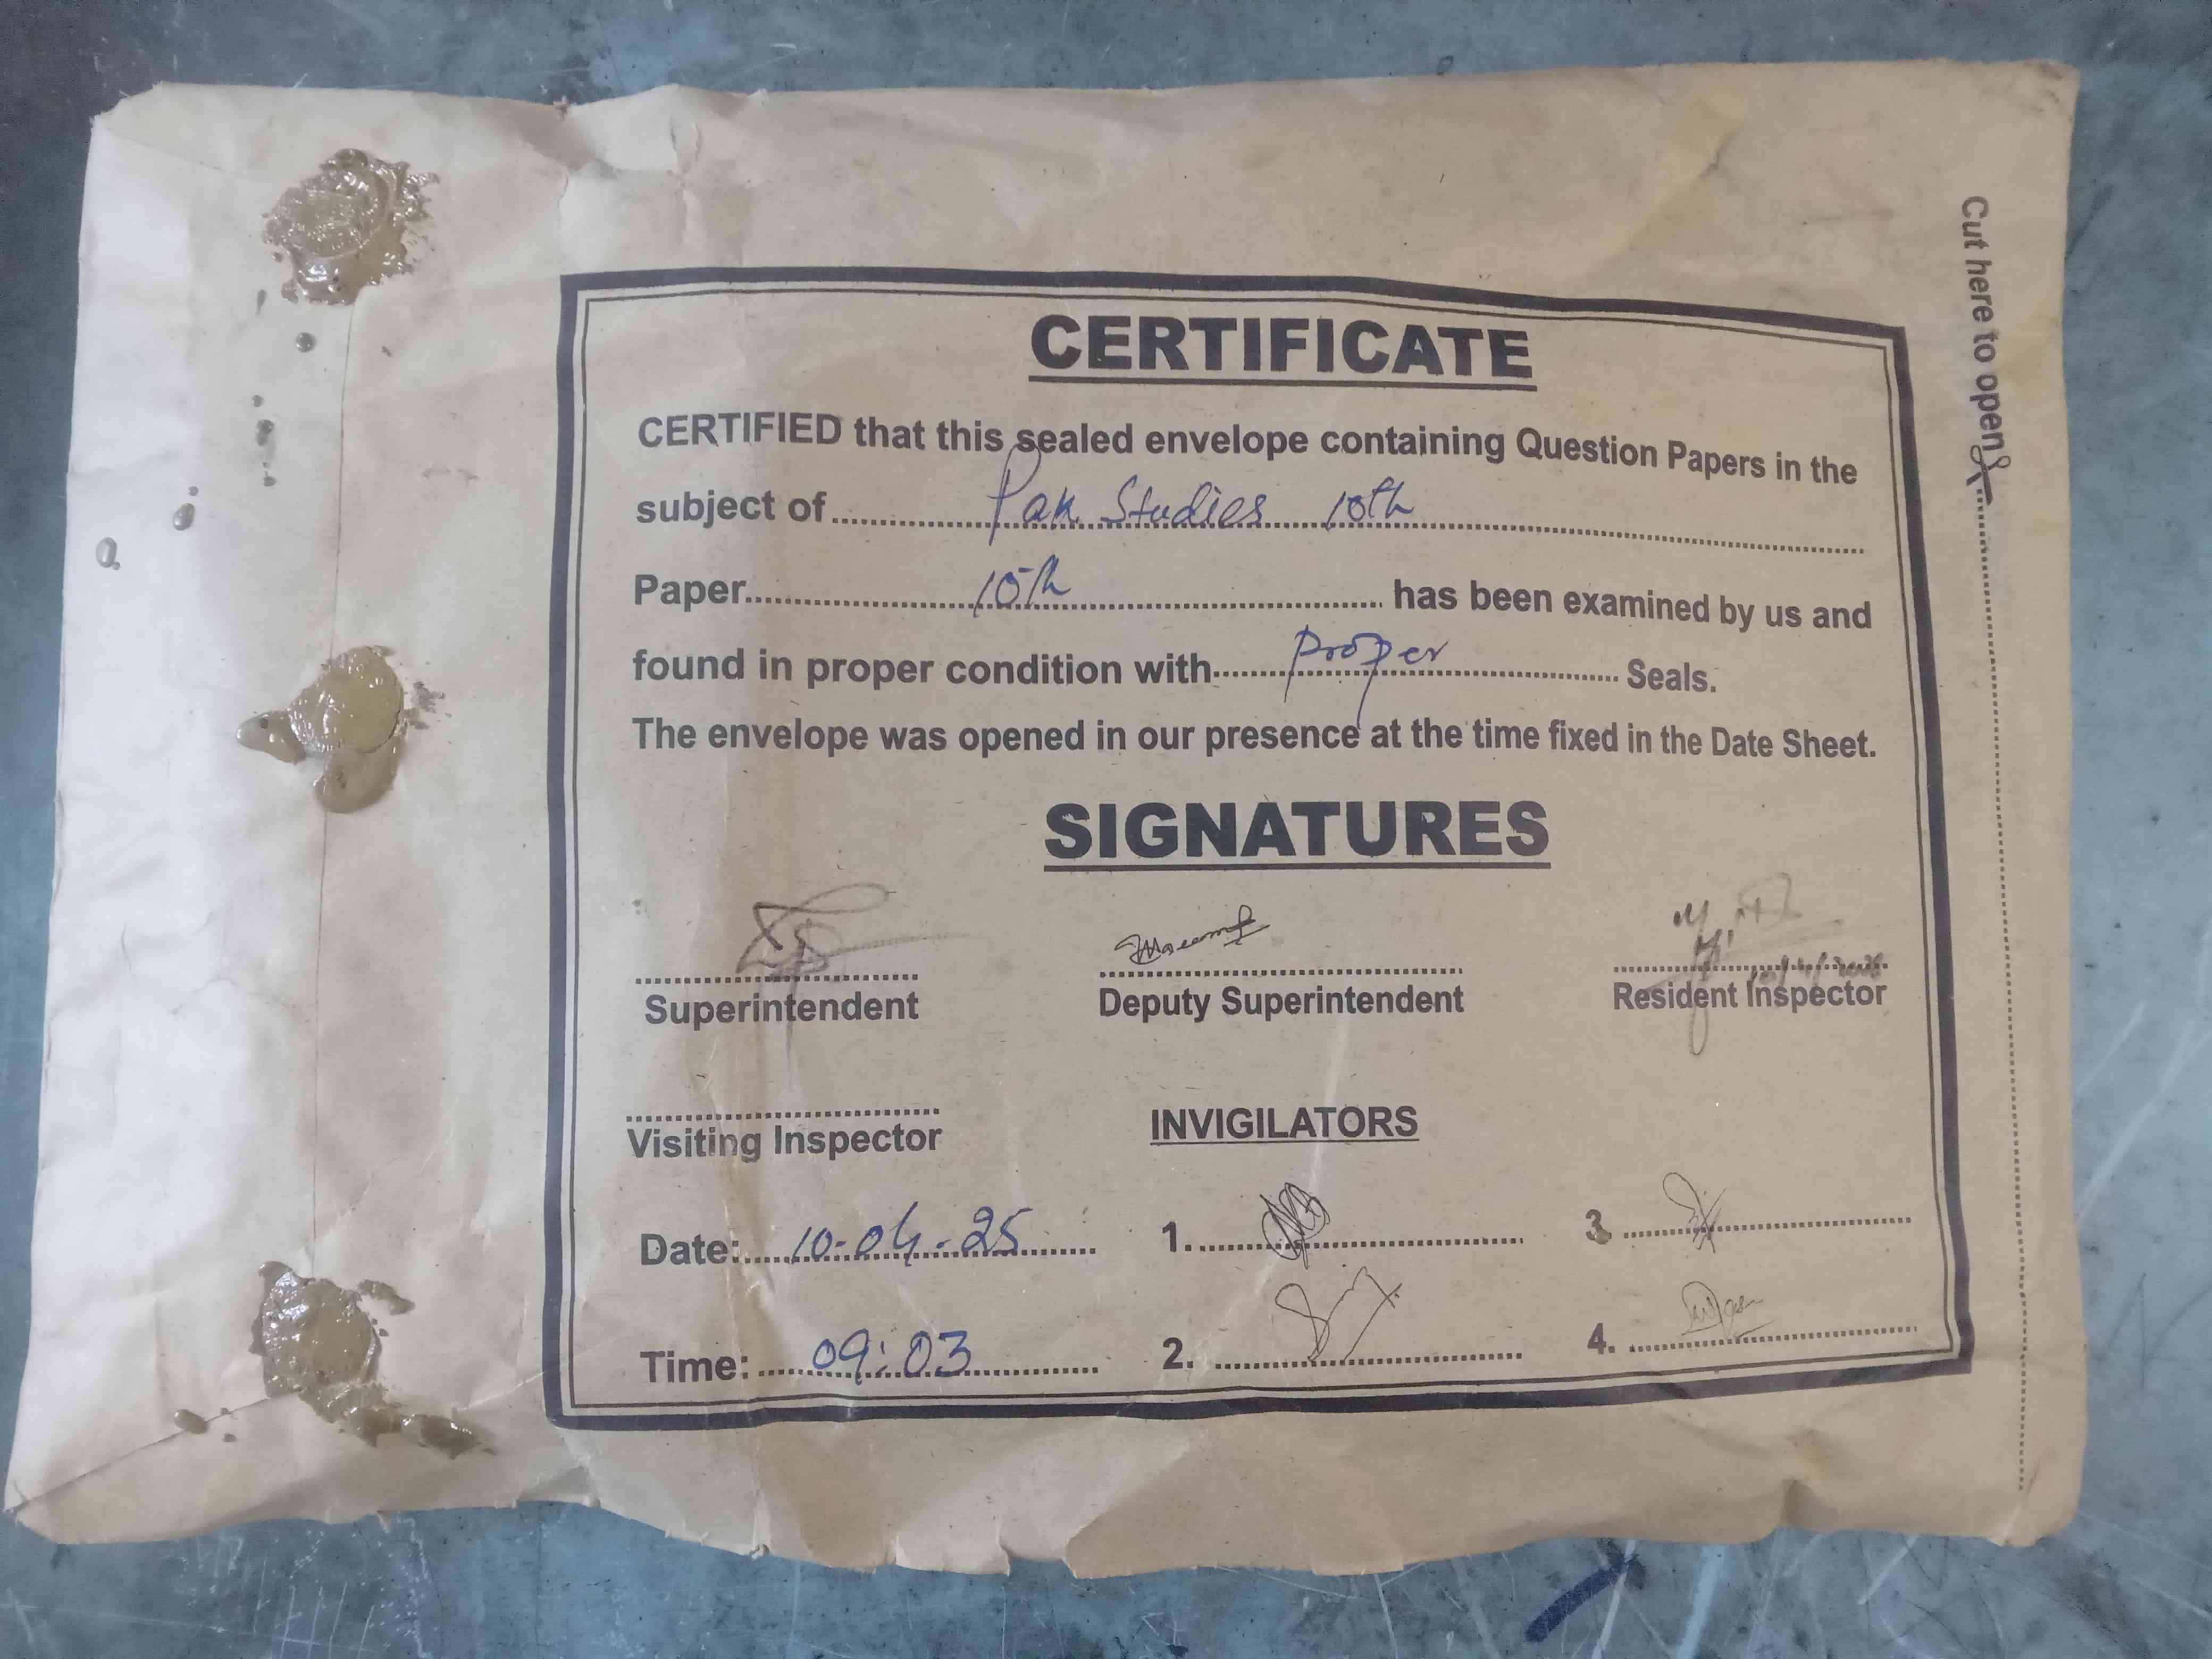 CERTIFICATE
CERTIFIED that this sealed envelope containing Question Papers in the
subject of Pak Studies 10th
Paper 10th has been examined by us and
found in proper condition with Proper Seals.
The envelope was opened in our presence at the time fixed in the Date Sheet.
SIGNATURES
Superintendent Deputy Superintendent Resident Inspector
Visiting Inspector INVIGILATORS
Date: 10-04-25 1. 3
Time: 09:03 2. 4.
Cut here to open